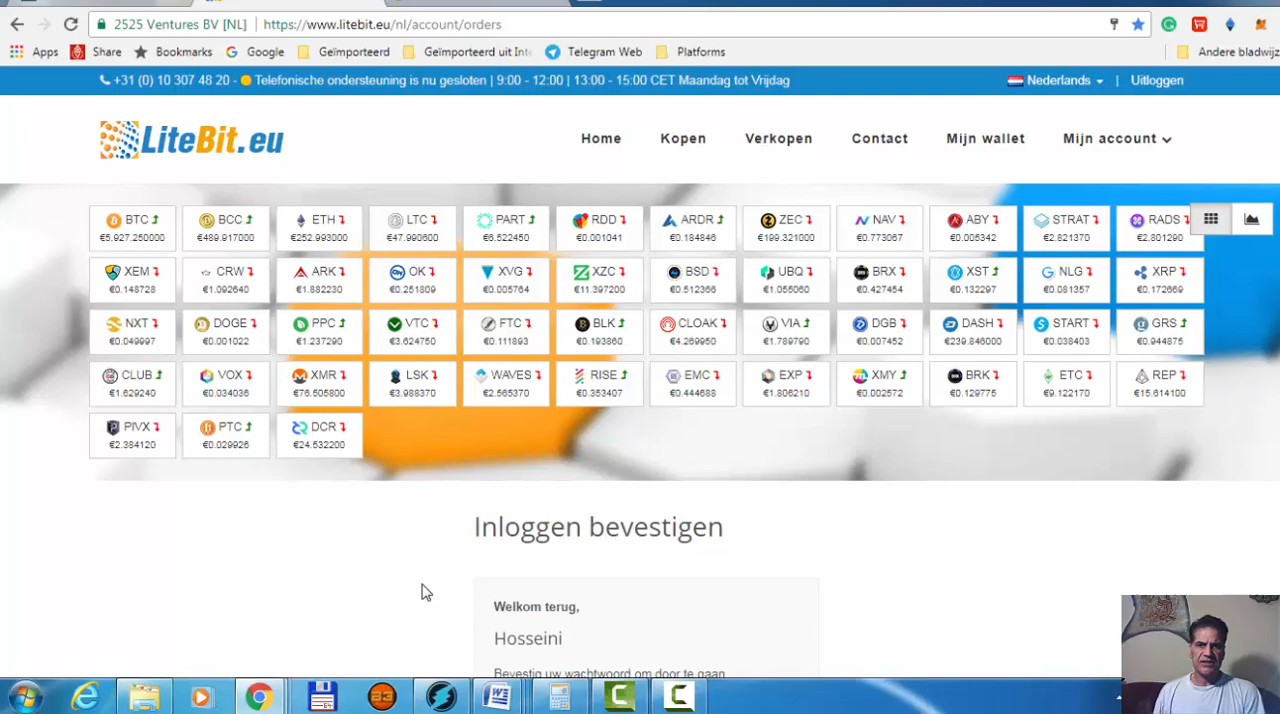 2525 Ventures BV [NL] https://www.litebit.eu/nl/account/orders
Apps Share Bookmarks Google Geïmporteerd Geïmporteerd uit Int Telegram Web Platforms Andere bladwijz
+31 (0) 10 307 48 20 - Telefonische ondersteuning is nu gesloten | 9:00 - 12:00 | 13:00 - 15:00 CET Maandag tot Vrijdag Nederlands | Uitloggen
LiteBit.eu Home Kopen Verkopen Contact Mijn wallet Mijn account
BTC BCC ETH LTC PART RDD ARDR ZEC NAV ABY STRAT RADS
€5,927.250000 €489.917000 €252.993000 €47.990600 €6.522450 €0.001041 €0.184846 €199.321000 €0.773067 €0.005342 €2.821370 €2.801290
XEM CRW ARK OK XVG XZC BSD UBQ BRX XST NLG XRP
€0.148728 €1.092640 €1.882230 €0.251809 €0.005764 €11.397200 €0.512366 €1.055060 €0.427454 €0.132297 €0.081357 €0.172669
NXT DOGE PPC VTC FTC BLK CLOAK VIA DGB DASH START GRS
€0.049997 €0.001022 €1.237290 €3.634750 €0.111893 €0.193860 €4.269950 €1.789790 €0.007452 €239.846000 €0.038403 €0.944875
CLUB VOX XMR LSK WAVES RISE EMC EXP XMY BRK ETC REP
€1.629240 €0.034036 €76.505800 €3.988370 €2.565370 €0.353407 €0.444688 €1.806210 €0.002572 €0.129775 €9.122170 €15.614100
PIVX PTC DCR
€2.384120 €0.029926 €24.532200
Inloggen bevestigen
Welkom terug,
Hosseini
Bevestig uw wachtwoord om door te gaan